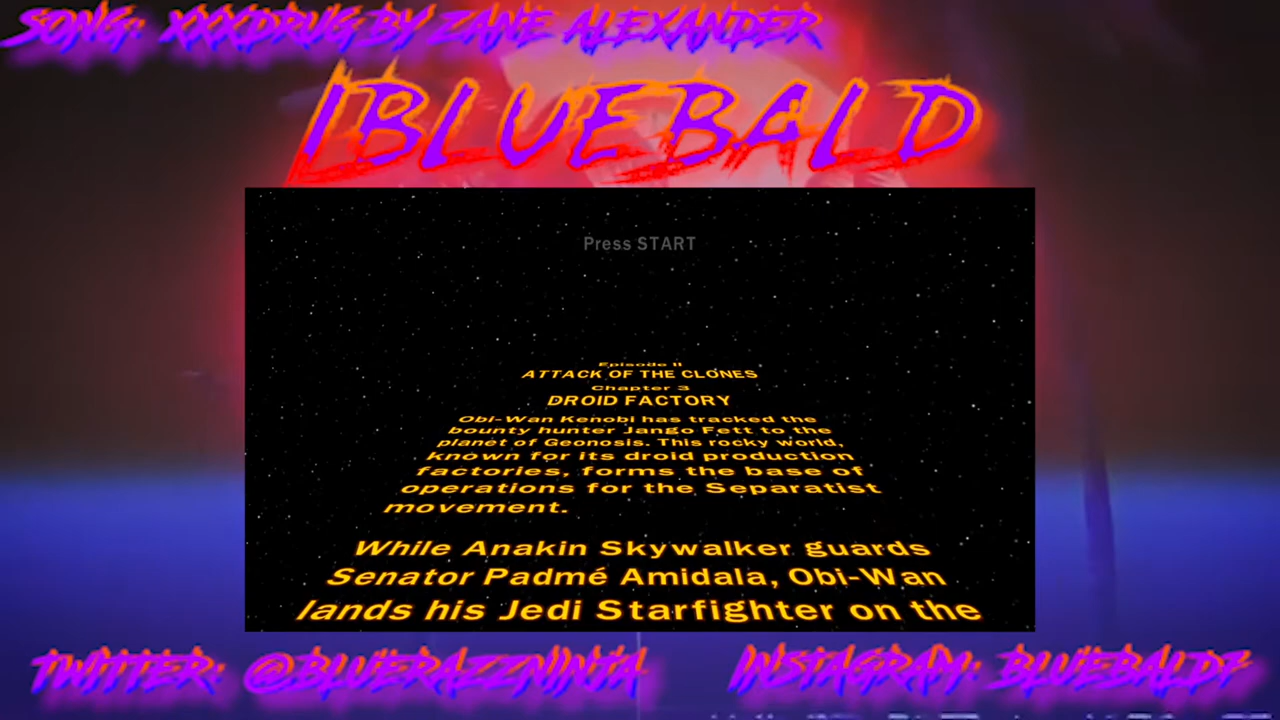 SONG: XXXDRUG BY ZANE ALEXANDER
IBLUEBALD
Press START
Episode II
ATTACK OF THE CLONES
Chapter 3
DROID FACTORY
Obi-Wan Kenobi has tracked the
bounty hunter Jango Fett to the
planet of Geonosis. This rocky world,
known for its droid production
factories, forms the base of
operations for the Separatist
movement.
While Anakin Skywalker guards
Senator Padmé Amidala, Obi-Wan
lands his Jedi Starfighter on the
TWITTER: @BLUERAZZNINJA
INSTAGRAM: BLUEBALD7